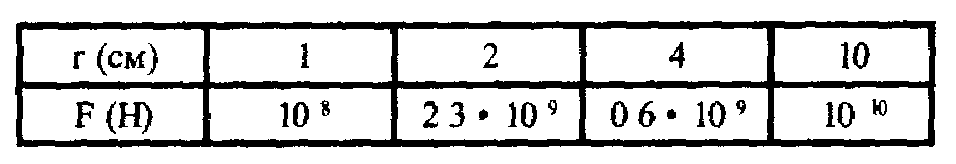 r (см) 1 2 4 10
F (Н) 10 ⁸ 2 3 • 10 ⁹ 0 6 • 10 ⁹ 10 ¹⁰